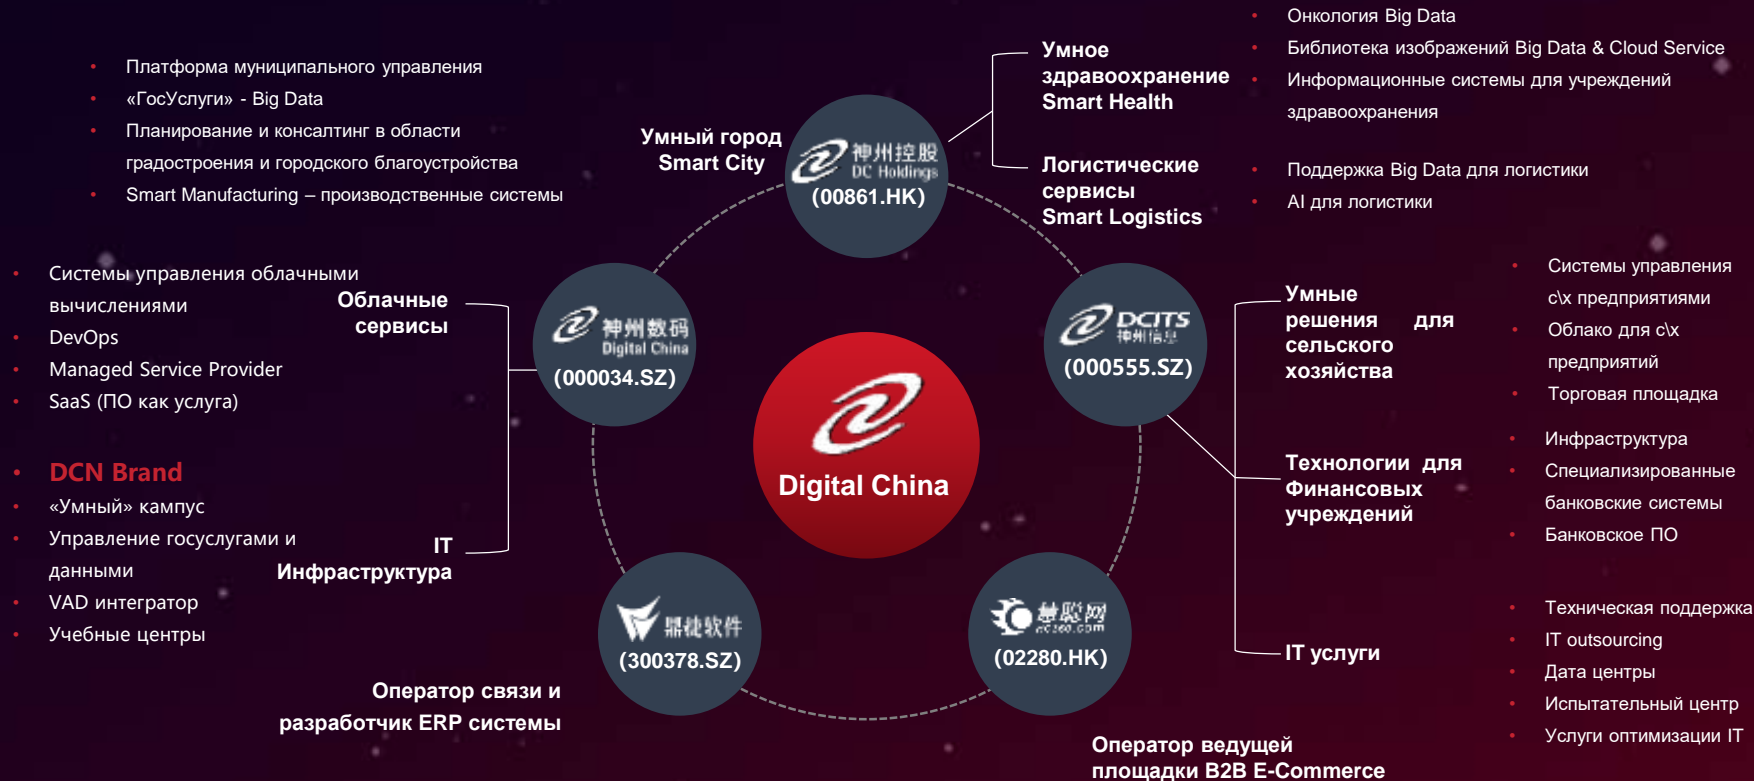 Платформа муниципального управления
«ГосУслуги» - Big Data
Планирование и консалтинг в области
градостроения и городского благоустройства
Smart Manufacturing – производственные системы
Умный город
Smart City
神州控股
DC Holdings
(00861.HK)
Умное
здравоохранение
Smart Health
Онкология Big Data
Библиотека изображений Big Data & Cloud Service
Информационные системы для учреждений
здравоохранения
Логистические
сервисы
Smart Logistics
Поддержка Big Data для логистики
AI для логистики
Системы управления облачными
вычислениями
DevOps
Managed Service Provider
SaaS (ПО как услуга)
Облачные
сервисы
神州数码
Digital China
(000034.SZ)
DCN Brand
«Умный» кампус
Управление госуслугами и
данными
VAD интегратор
Учебные центры
IT
Инфраструктура
Digital China
DCITS
神州信息
(000555.SZ)
Умные
решения для
сельского
хозяйства
Системы управления
с\х предприятиями
Облако для с\х
предприятий
Торговая площадка
Технологии для
Финансовых
учреждений
Инфраструктура
Специализированные
банковские системы
Банковское ПО
IT услуги
Техническая поддержка
IT outsourcing
Дата центры
Испытательный центр
Услуги оптимизации IT
鼎捷软件
(300378.SZ)
Оператор связи и
разработчик ERP системы
慧聪网
HC360.com
(02280.HK)
Оператор ведущей
площадки B2B E-Commerce